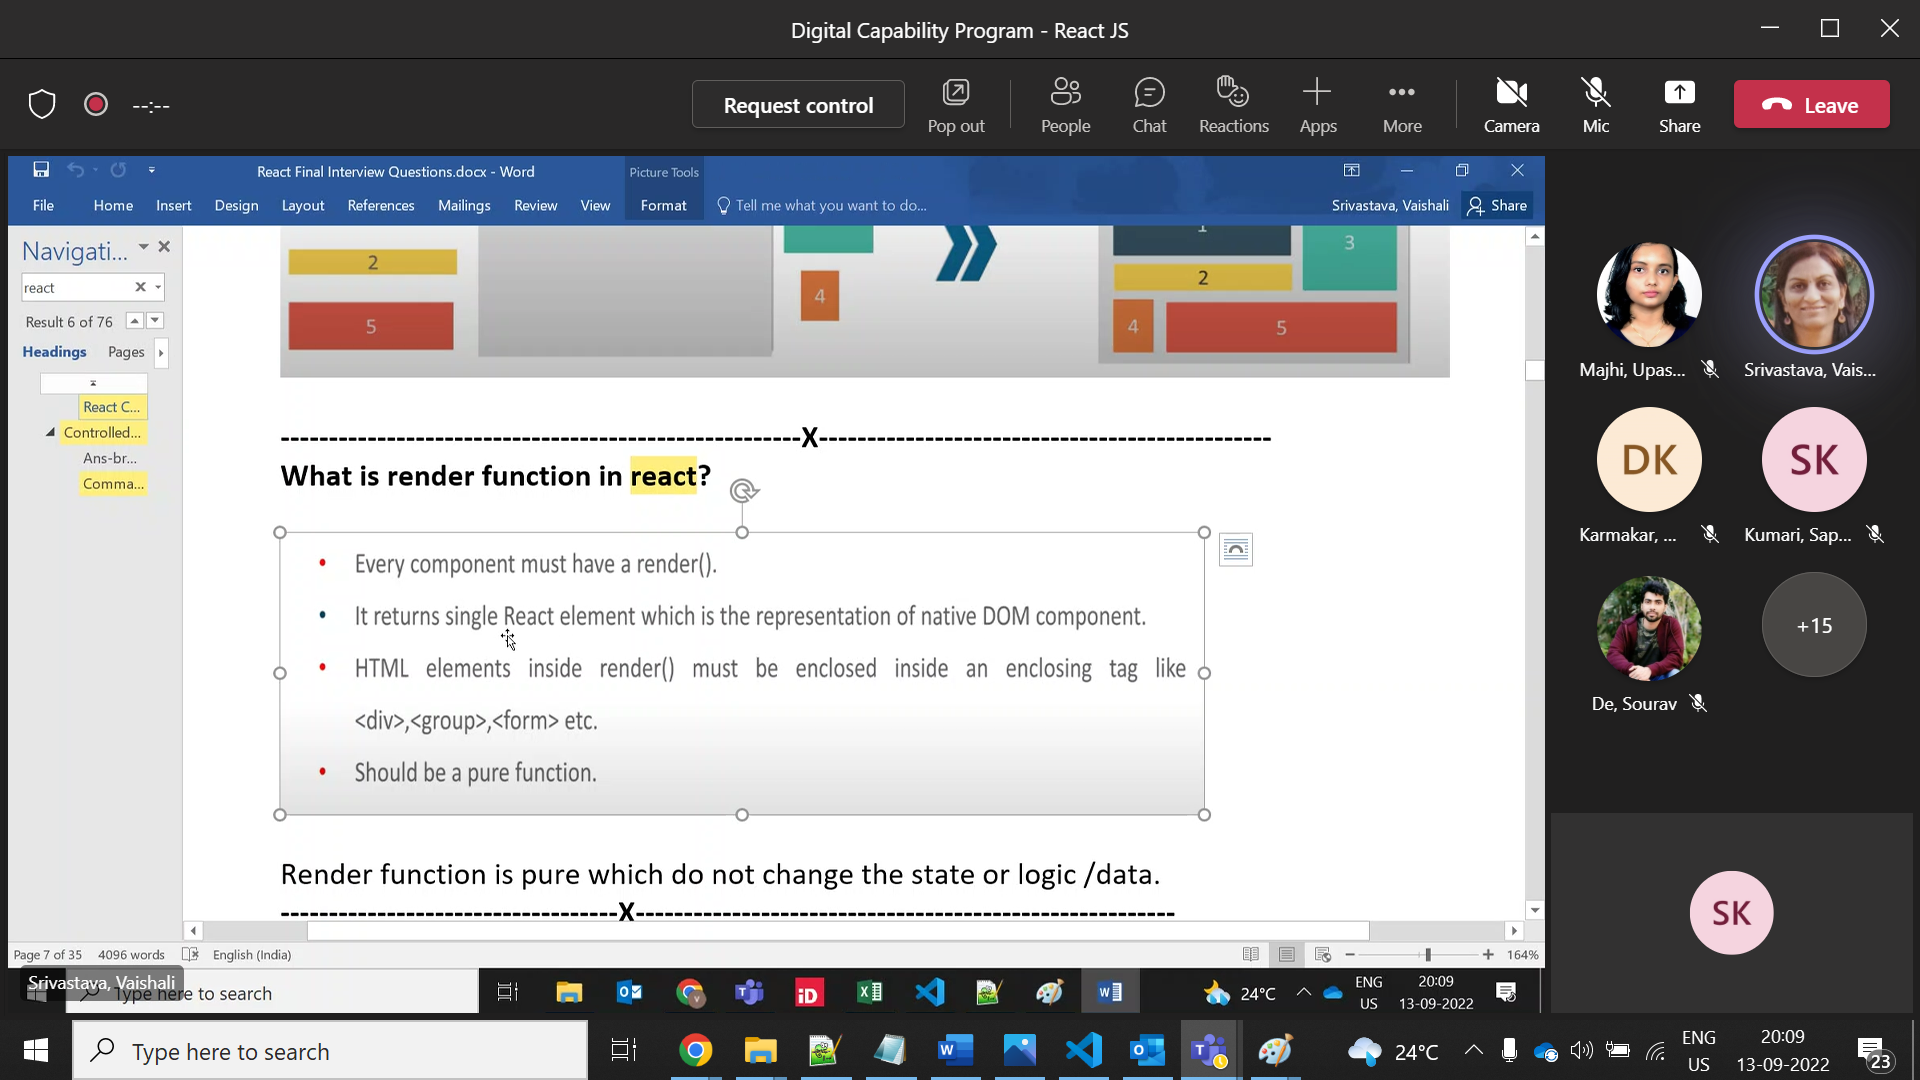 Digital Capability Program - React JS
--:--
Request control
Pop out
People
Chat
Reactions
Apps
More
Camera
Mic
Share
Leave
React Final Interview Questions.docx - Word
Picture Tools
File
Home
Insert
Design
Layout
References
Mailings
Review
View
Format
Tell me what you want to do...
Srivastava, Vaishali
Share
Navigati...
react
Result 6 of 76
Headings
Pages
React C...
Controlled...
Ans-br...
Comma...
2
5
4
1
2
3
4
5
------------------------------------------------------X-----------------------------------------------
What is render function in react?
• Every component must have a render().
• It returns single React element which is the representation of native DOM component.
• HTML elements inside render() must be enclosed inside an enclosing tag like
<div>,<group>,<form> etc.
• Should be a pure function.
Render function is pure which do not change the state or logic /data.
-----------------------------------X--------------------------------------------------------
Page 7 of 35
4096 words
English (India)
164%
Majhi, Upas...
Srivastava, Vais...
DK
SK
Karmakar, ...
Kumari, Sap...
+15
De, Sourav
SK
Srivastava, Vaishali
Type here to search
24°C
ENG
US
20:09
13-09-2022
Type here to search
24°C
ENG
US
20:09
13-09-2022
23